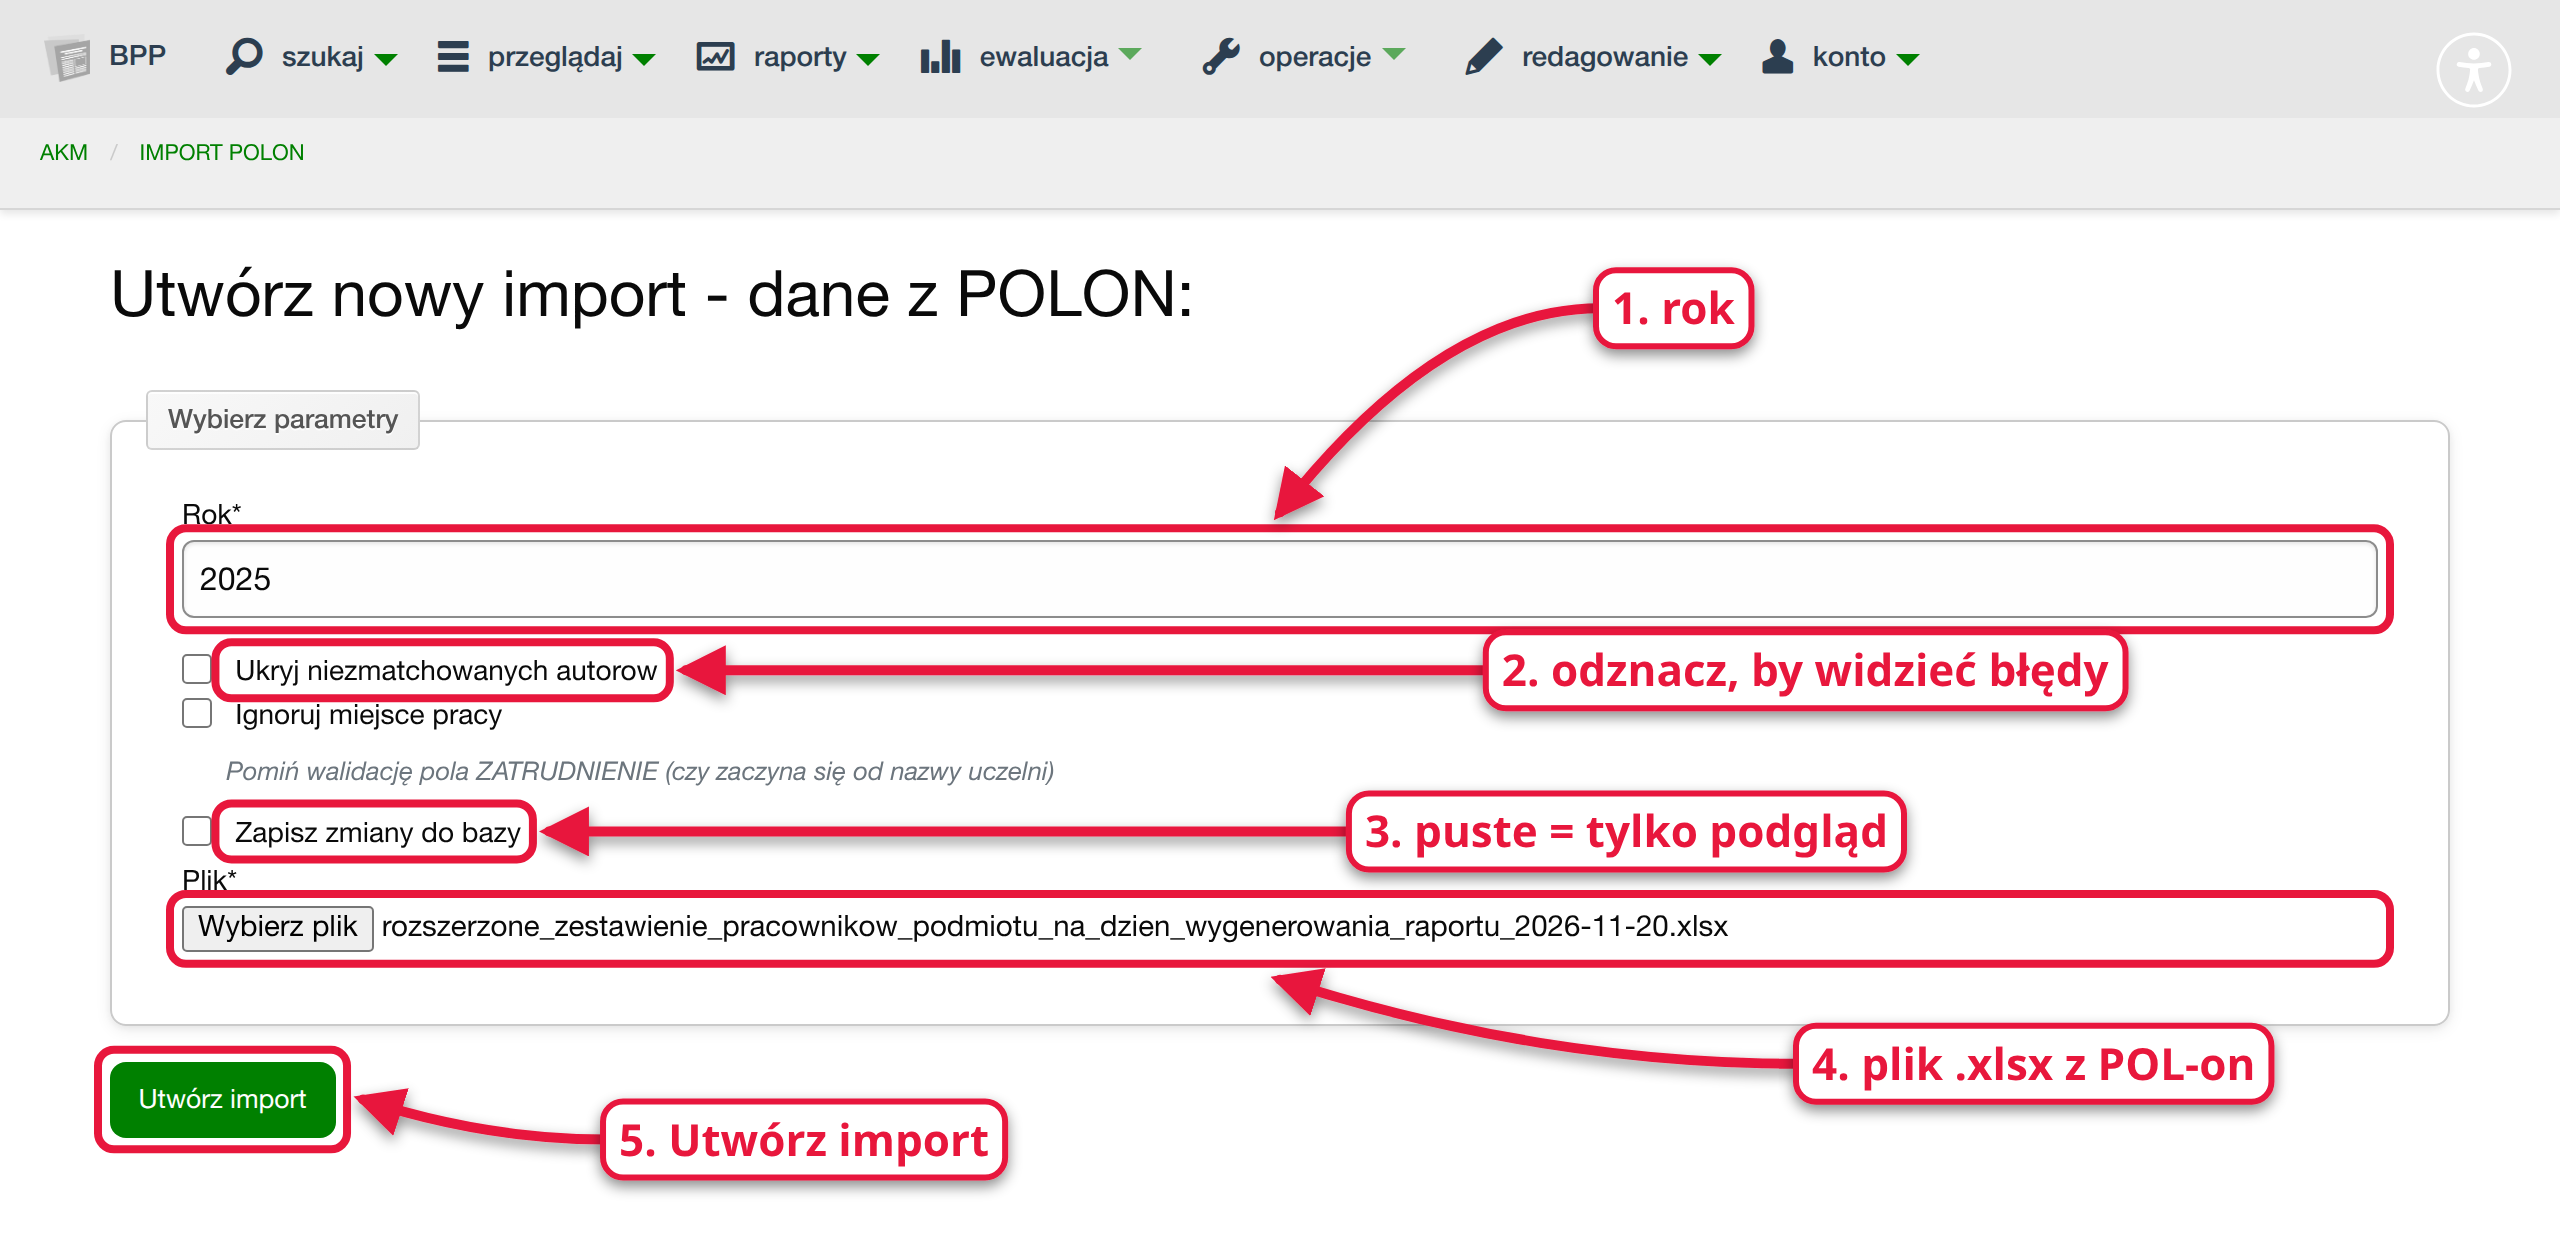 BPP szukaj przeglądaj raporty ewaluacja operacje redagowanie konto
AKM / IMPORT POLON
Utwórz nowy import - dane z POLON:
1. rok
Wybierz parametry
Rok*
2025
Ukryj niezmatchowanych autorow
2. odznacz, by widzieć błędy
Ignoruj miejsce pracy
Pomiń walidację pola ZATRUDNIENIE (czy zaczyna się od nazwy uczelni)
Zapisz zmiany do bazy
3. puste = tylko podgląd
Plik*
Wybierz plik rozszerzone_zestawienie_pracownikow_podmiotu_na_dzien_wygenerowania_raportu_2026-11-20.xlsx
4. plik .xlsx z POL-on
Utwórz import
5. Utwórz import